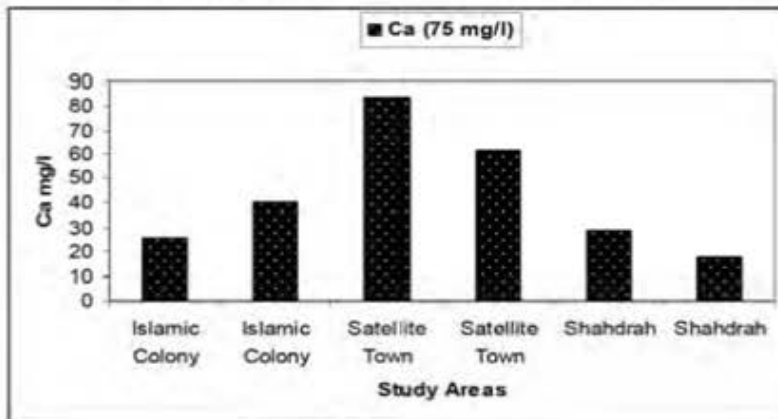 Ca (75 mg/l)
90
80
70
60
50
40
30
20
10
0
Ca mg/l
Islamic Colony
Islamic Colony
Satellite Town
Satellite Town
Shahdrah
Shahdrah
Study Areas